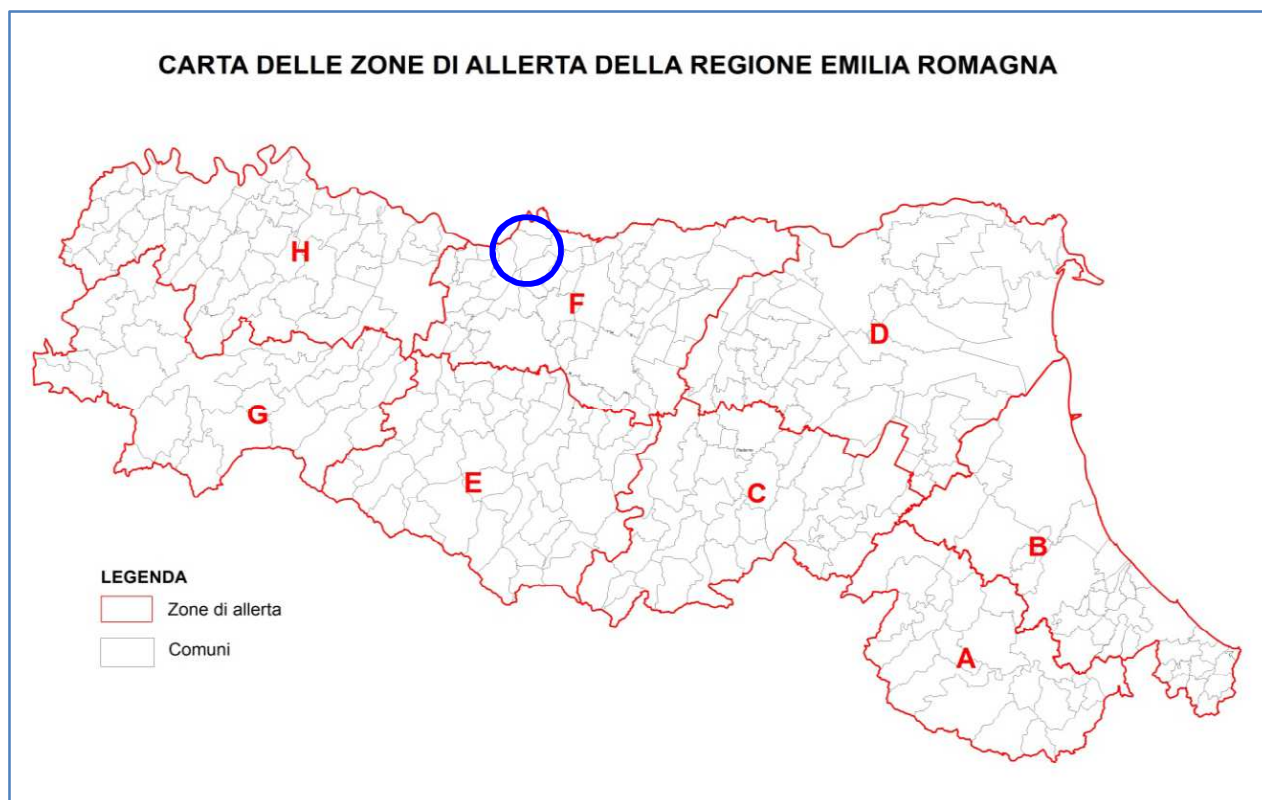 CARTA DELLE ZONE DI ALLERTA DELLA REGIONE EMILIA ROMAGNA
H
F
D
G
E
C
B
A
LEGENDA
Zone di allerta
Comuni